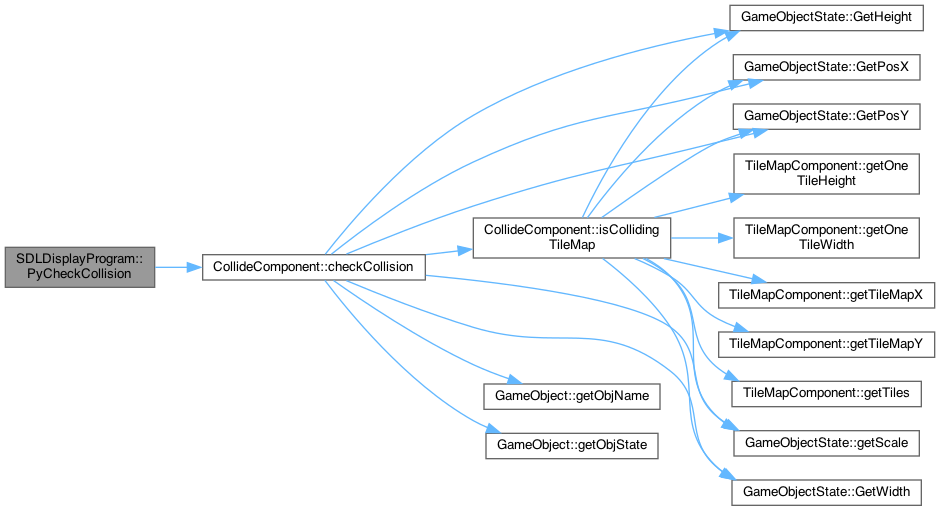 SDLDisplayProgram::
PyCheckCollision
CollideComponent::checkCollision
CollideComponent::isColliding
TileMap
GameObject::getObjName
GameObject::getObjState
GameObjectState::GetHeight
GameObjectState::GetPosX
GameObjectState::GetPosY
TileMapComponent::getOne
TileHeight
TileMapComponent::getOne
TileWidth
TileMapComponent::getTileMapX
TileMapComponent::getTileMapY
TileMapComponent::getTiles
GameObjectState::getScale
GameObjectState::GetWidth